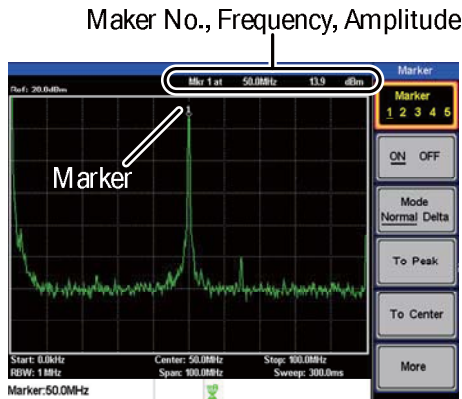 Maker No., Frequency, Amplitude
Marker
Mkr 1 at 50.0MHz 13.9 dBm
Ref: 20.0dBm
Marker
1 2 3 4 5
1
ON OFF
Marker
Mode
Normal Delta
To Peak
To Center
More
Start: 0.0kHz Center: 50.0MHz Stop: 100.0MHz
RBW: 1 MHz Span: 100.0MHz Sweep: 300.0ms
Marker:50.0MHz